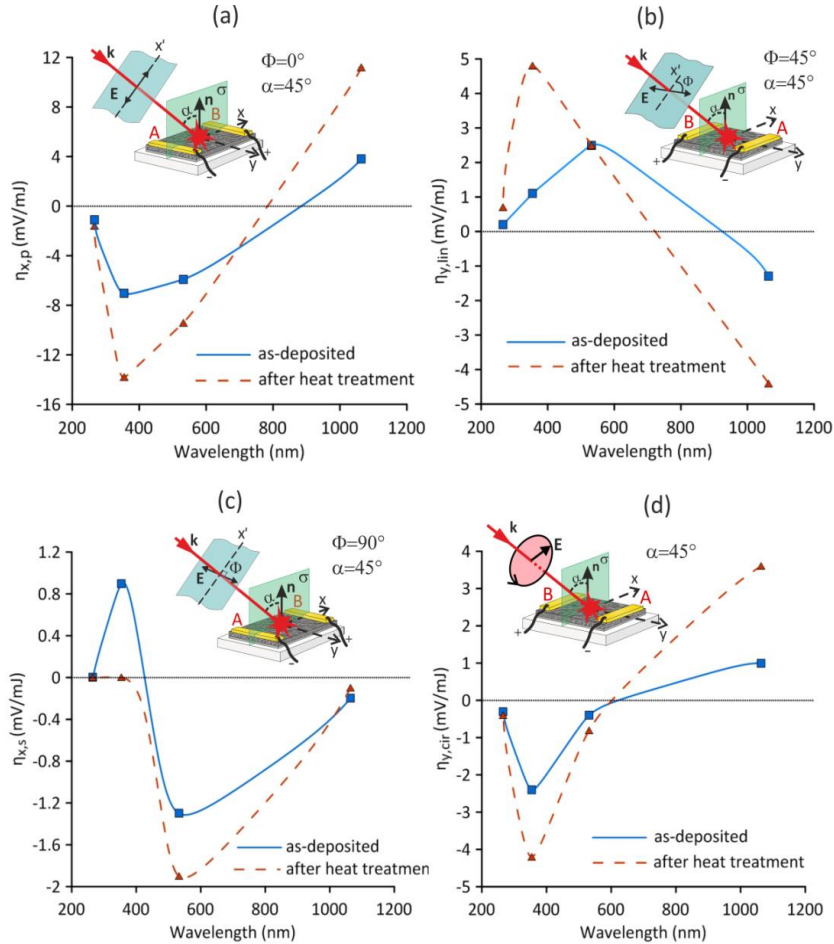 (a)
Φ=0°
α=45°
k
x'
E
n
σ
α
A
B
x
y
+
−
12
8
4
0
-4
-8
-12
-16
ηx,p (mV/mJ)
as-deposited
after heat treatment
200 400 600 800 1000 1200
Wavelength (nm)
(b)
Φ=45°
α=45°
k
x'
Φ
E
n
σ
α
B
A
x
y
+
−
5
4
3
2
1
0
-1
-2
-3
-4
-5
ηy,lin (mV/mJ)
as-deposited
after heat treatment
200 400 600 800 1000 1200
Wavelength (nm)
(c)
Φ=90°
α=45°
k
x'
E
Φ
n
σ
α
A
B
x
y
+
−
1.2
0.8
0.4
0
-0.4
-0.8
-1.2
-1.6
-2
ηx,s (mV/mJ)
as-deposited
after heat treatmen
200 400 600 800 1000 1200
Wavelength (nm)
(d)
α=45°
k
E
n
σ
α
B
A
x
y
+
−
4
3
2
1
0
-1
-2
-3
-4
-5
ηy,cir (mV/mJ)
as-deposited
after heat treatment
200 400 600 800 1000 1200
Wavelength (nm)